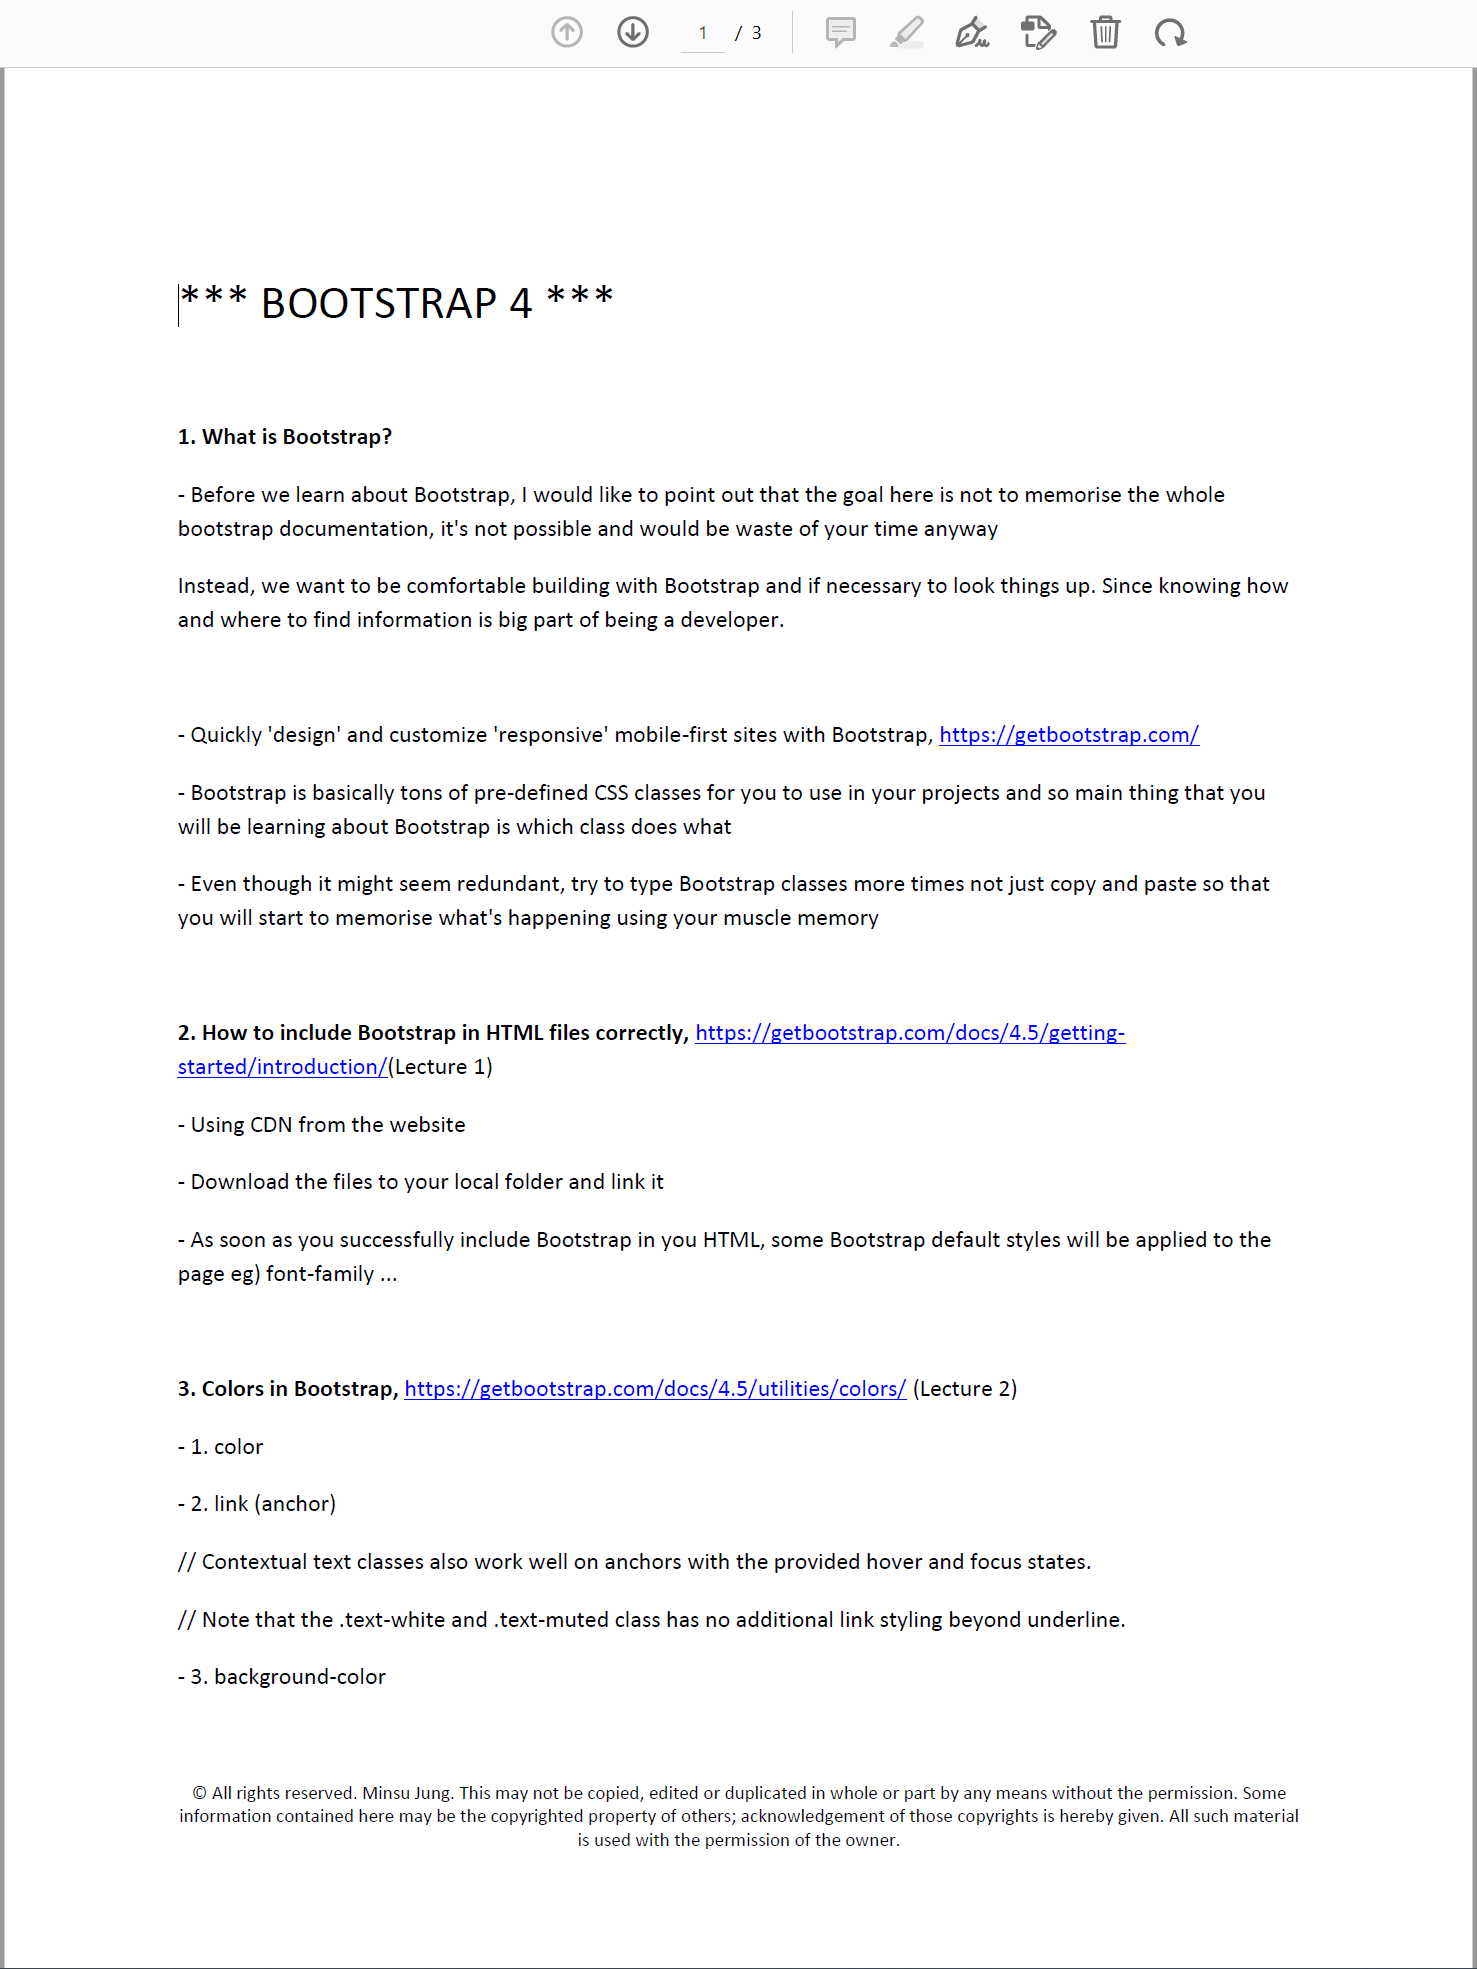 1 / 3
*** BOOTSTRAP 4 ***
1. What is Bootstrap?
- Before we learn about Bootstrap, I would like to point out that the goal here is not to memorise the whole
bootstrap documentation, it's not possible and would be waste of your time anyway
Instead, we want to be comfortable building with Bootstrap and if necessary to look things up. Since knowing how
and where to find information is big part of being a developer.
- Quickly 'design' and customize 'responsive' mobile-first sites with Bootstrap, https://getbootstrap.com/
- Bootstrap is basically tons of pre-defined CSS classes for you to use in your projects and so main thing that you
will be learning about Bootstrap is which class does what
- Even though it might seem redundant, try to type Bootstrap classes more times not just copy and paste so that
you will start to memorise what's happening using your muscle memory
2. How to include Bootstrap in HTML files correctly, https://getbootstrap.com/docs/4.5/getting-
started/introduction/(Lecture 1)
- Using CDN from the website
- Download the files to your local folder and link it
- As soon as you successfully include Bootstrap in you HTML, some Bootstrap default styles will be applied to the
page eg) font-family ...
3. Colors in Bootstrap, https://getbootstrap.com/docs/4.5/utilities/colors/ (Lecture 2)
- 1. color
- 2. link (anchor)
// Contextual text classes also work well on anchors with the provided hover and focus states.
// Note that the .text-white and .text-muted class has no additional link styling beyond underline.
- 3. background-color
© All rights reserved. Minsu Jung. This may not be copied, edited or duplicated in whole or part by any means without the permission. Some
information contained here may be the copyrighted property of others; acknowledgement of those copyrights is hereby given. All such material
is used with the permission of the owner.